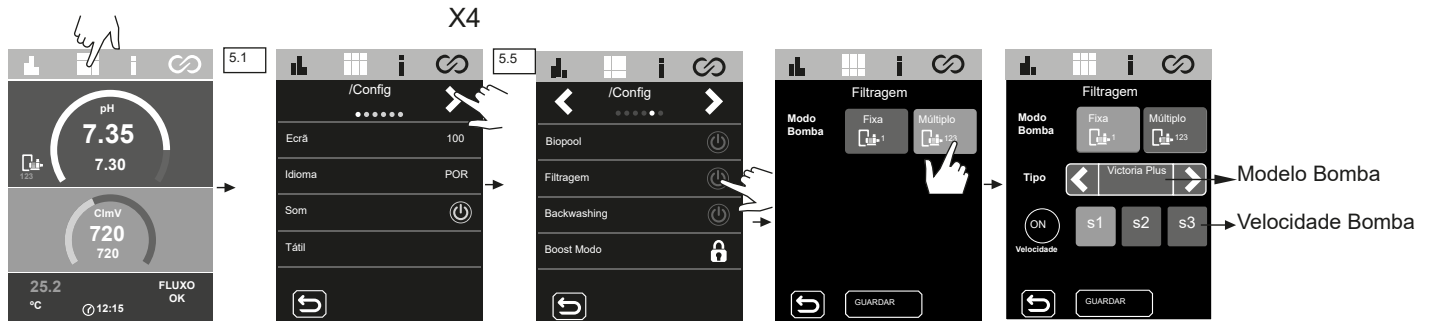 X4
5.1
5.5
pH
7.35
7.30
123
ClmV
720
720
25.2
ºC
12:15
FLUXO
OK
/Config
Ecrã 100
Idioma POR
Som
Tátil
/Config
Biopool
Filtragem
Backwashing
Boost Modo
Filtragem
Modo
Bomba
Fixa
1
Múltiplo
123
GUARDAR
Filtragem
Modo
Bomba
Fixa
1
Múltiplo
123
Tipo
Victoria Plus
Modelo Bomba
ON
Velocidade
s1 s2 s3
Velocidade Bomba
GUARDAR